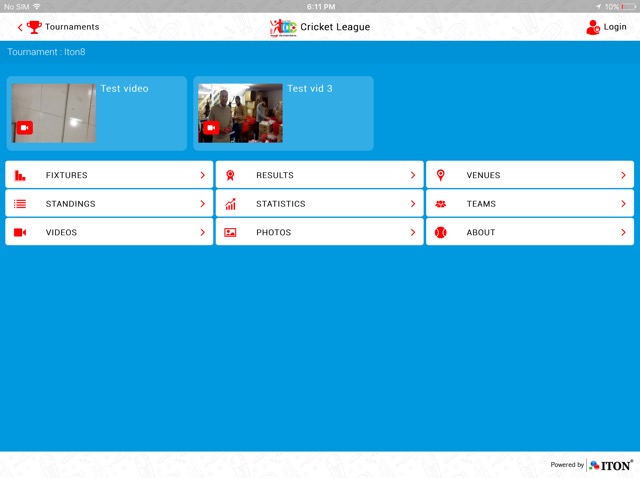 No SIM 6:11 PM 10%
Tournaments Cricket League Login
Tournament : Iton8
Test video Test vid 3
FIXTURES RESULTS VENUES
STANDINGS STATISTICS TEAMS
VIDEOS PHOTOS ABOUT
Powered by ITON®